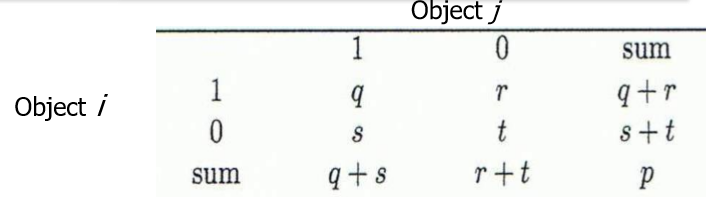 Object j
1 0 sum
Object i
1 q r q+r
0 s t s+t
sum q+s r+t p